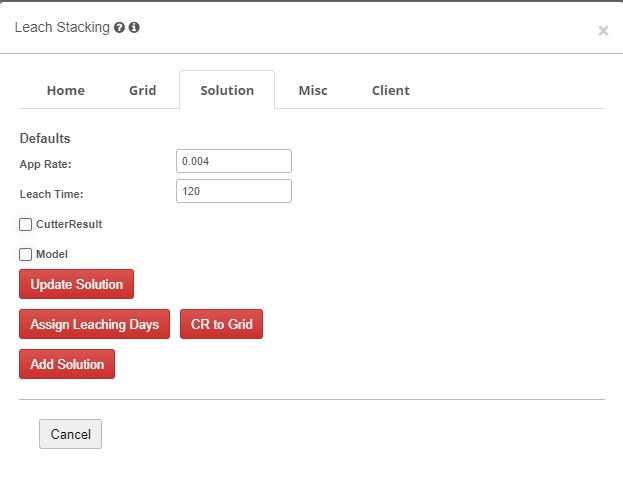 Leach Stacking
×
Home Grid Solution Misc Client
Defaults
App Rate: 0.004
Leach Time: 120
CutterResult
Model
Update Solution
Assign Leaching Days CR to Grid
Add Solution
Cancel